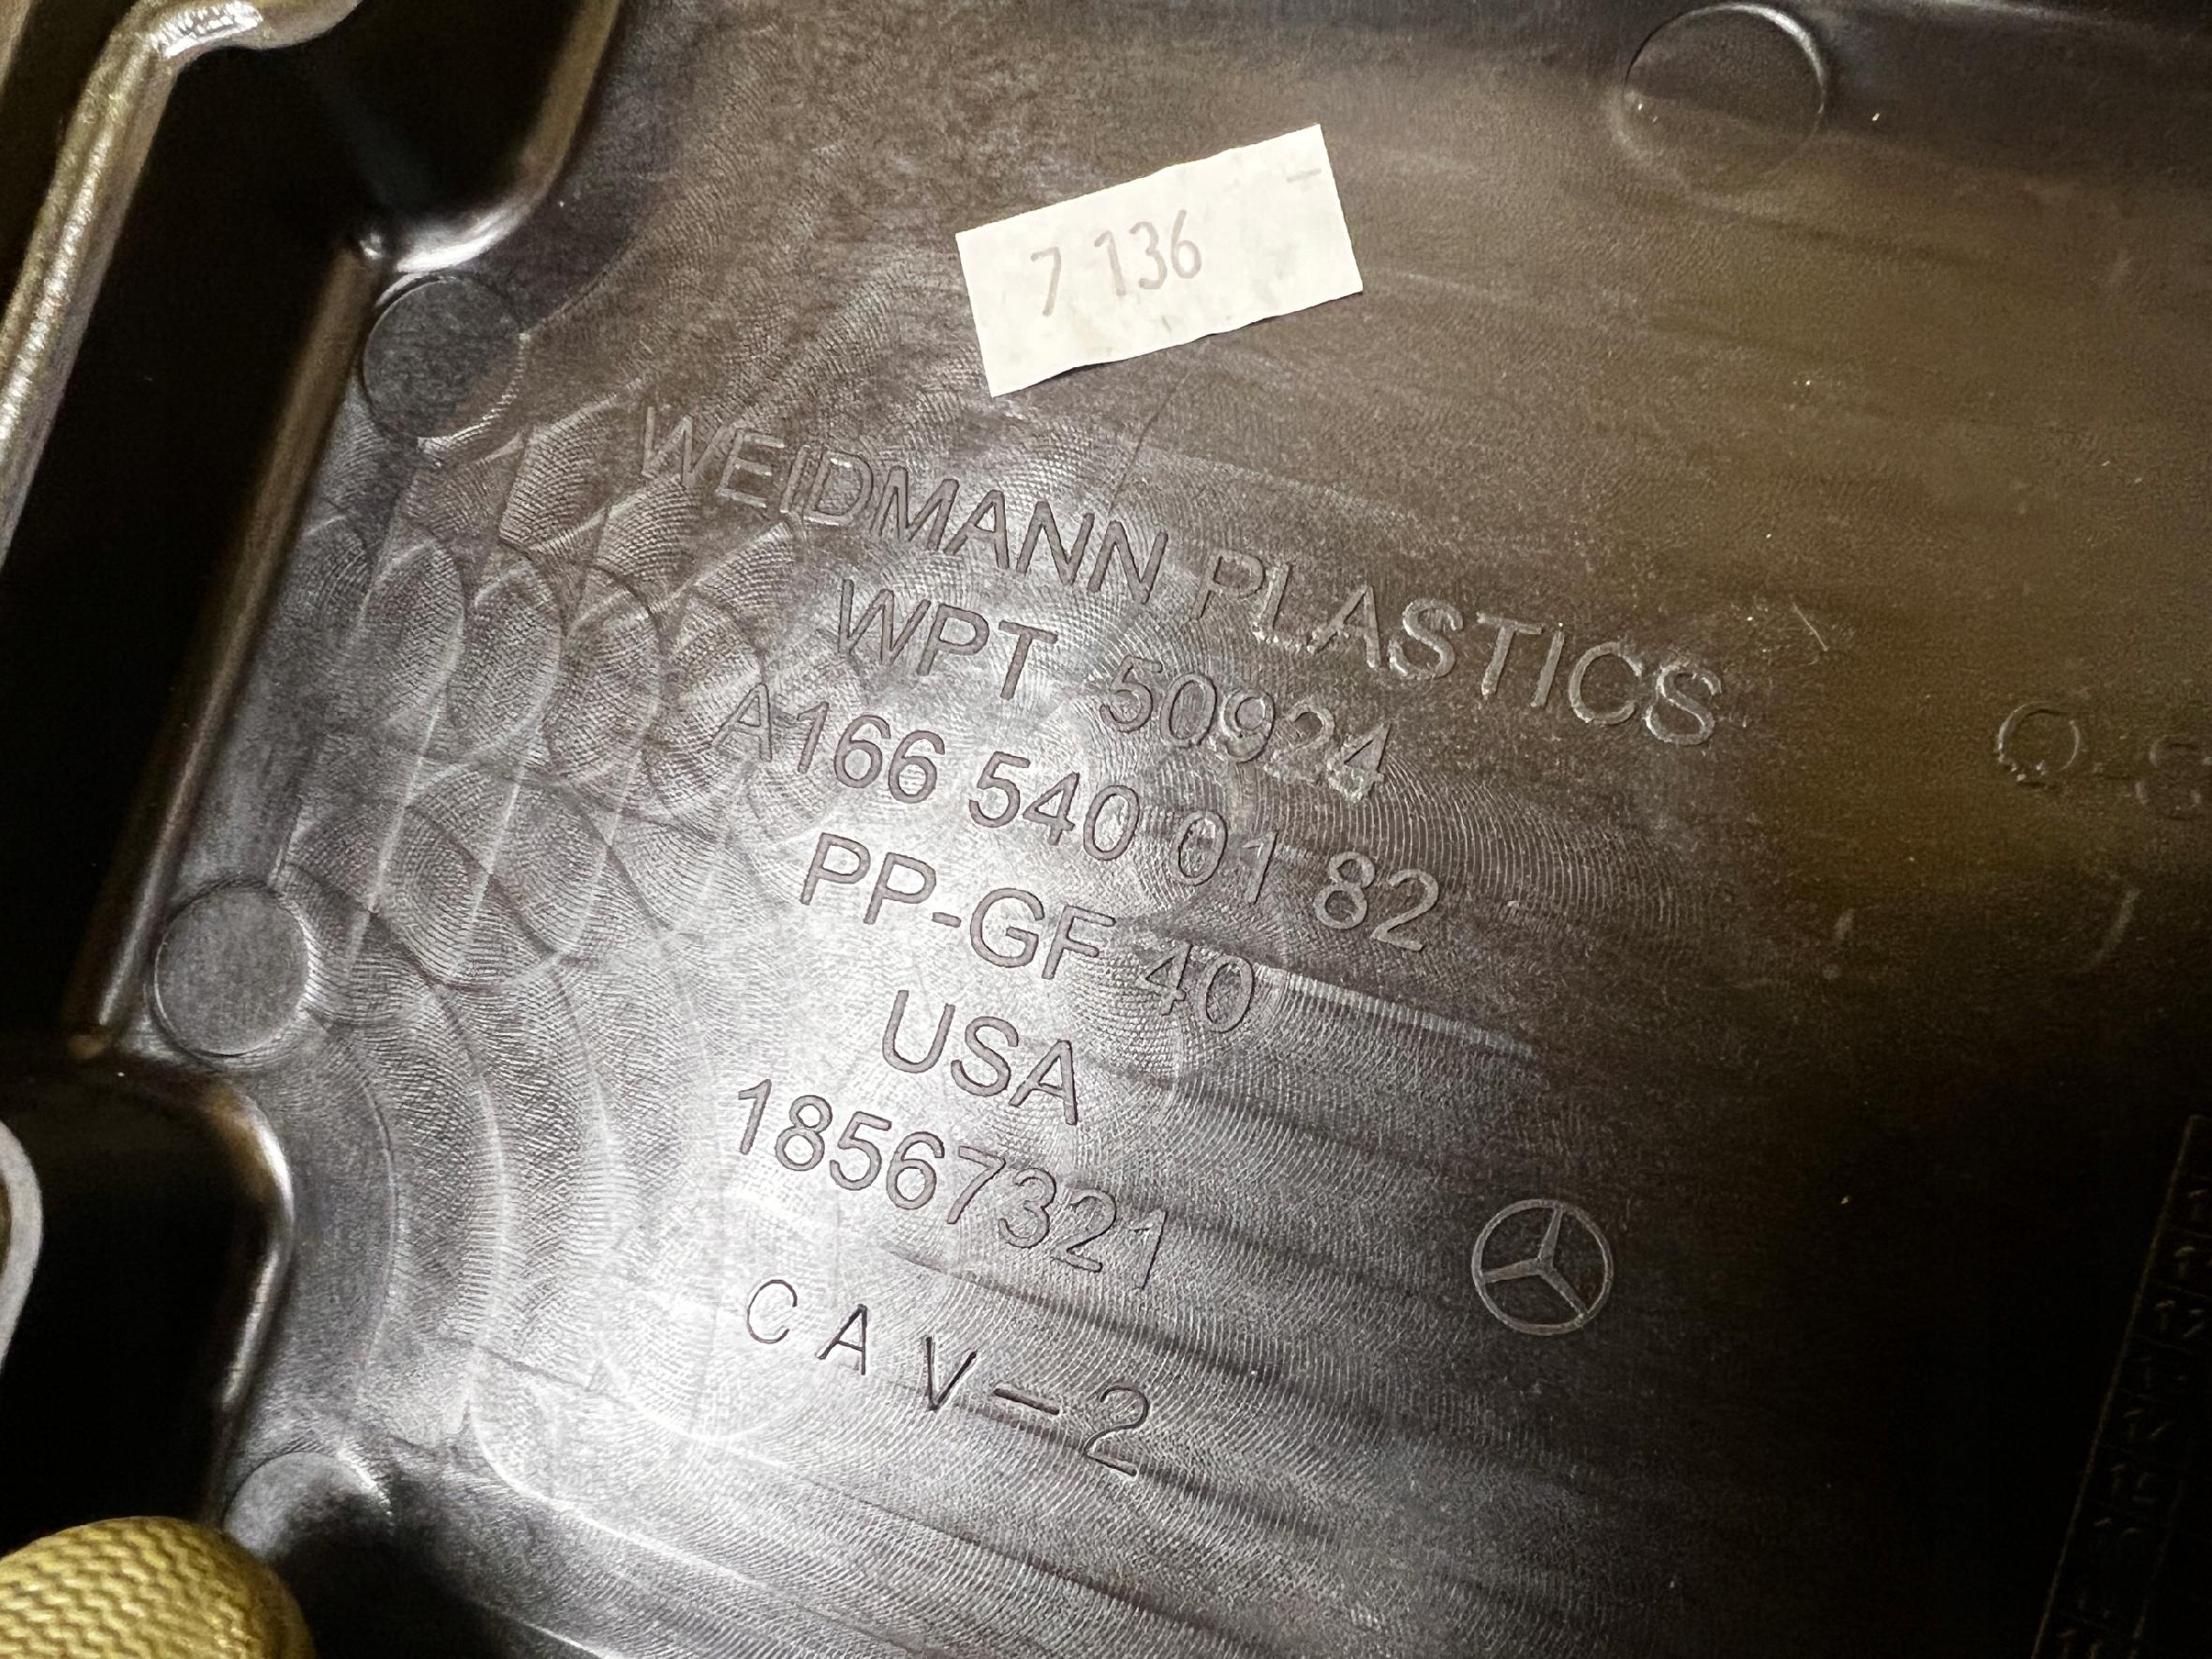 7 136
WEIDMANN PLASTICS
WPT 50924
A166 540 01 82
PP-GF 40
USA
18567321
CAV-2